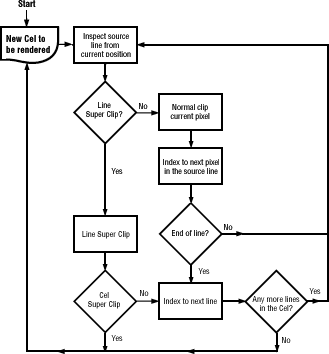 Start
New Cel to
be rendered
Inspect source
line from
current position
Line
Super Clip?
No
Normal clip
current pixel
Yes
Index to next pixel
in the source line
Line Super Clip
End of line?
No
Yes
Cel
Super Clip
No
Index to next line
Any more lines
in the Cel?
Yes
Yes
No